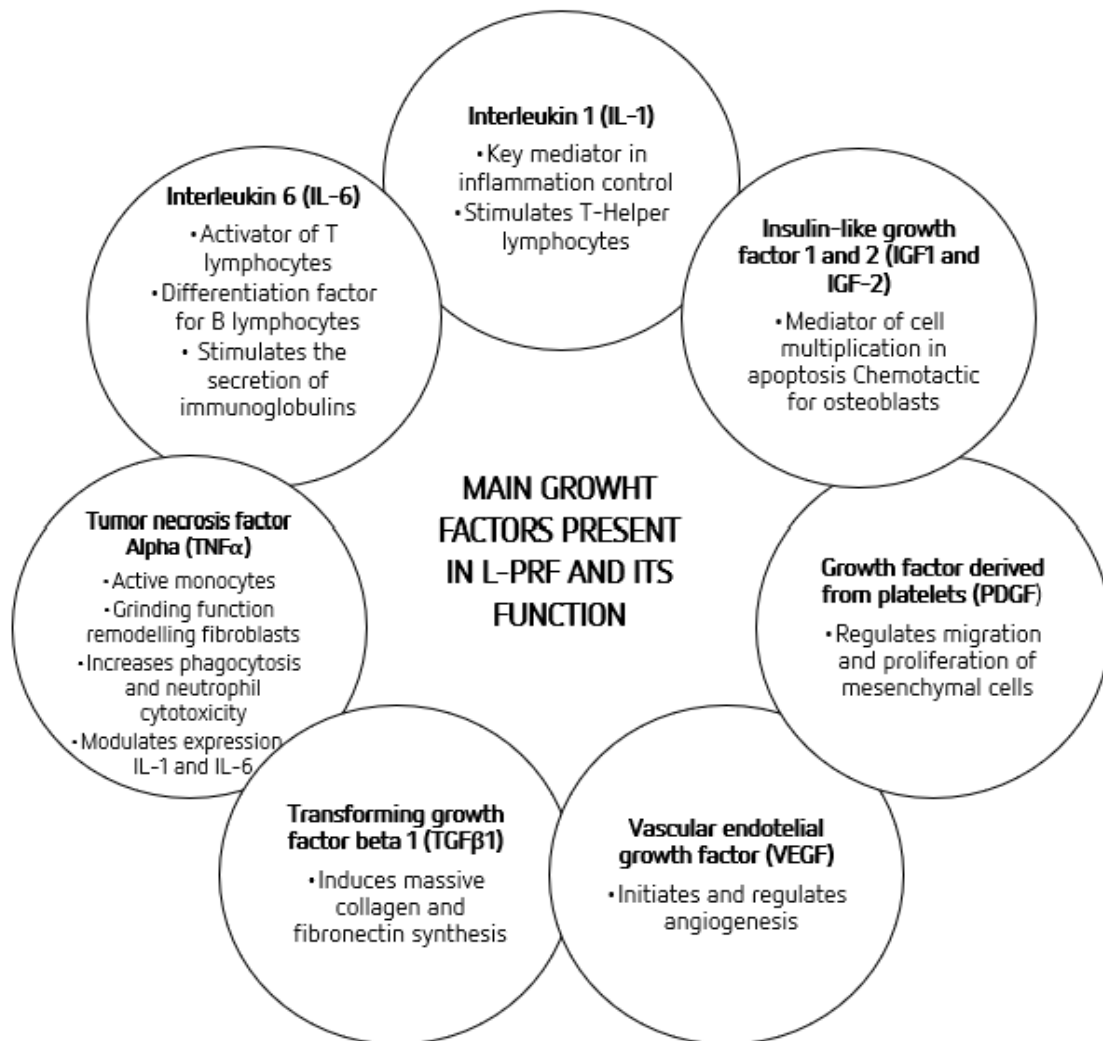 Interleukin 1 (IL-1)
•Key mediator in
inflammation control
•Stimulates T-Helper
lymphocytes
Insulin-like growth
factor 1 and 2 (IGF1 and
IGF-2)
•Mediator of cell
multiplication in
apoptosis Chemotactic
for osteoblasts
Growth factor derived
from platelets (PDGF)
•Regulates migration
and proliferation of
mesenchymal cells
Vascular endotelial
growth factor (VEGF)
•Initiates and regulates
angiogenesis
Transforming growth
factor beta 1 (TGFβ1)
•Induces massive
collagen and
fibronectin synthesis
Tumor necrosis factor
Alpha (TNFα)
•Active monocytes
•Grinding function
remodelling fibroblasts
•Increases phagocytosis
and neutrophil
cytotoxicity
•Modulates expression
IL-1 and IL-6
Interleukin 6 (IL-6)
•Activator of T
lymphocytes
•Differentiation factor
for B lymphocytes
• Stimulates the
secretion of
immunoglobulins
MAIN GROWHT
FACTORS PRESENT
IN L-PRF AND ITS
FUNCTION